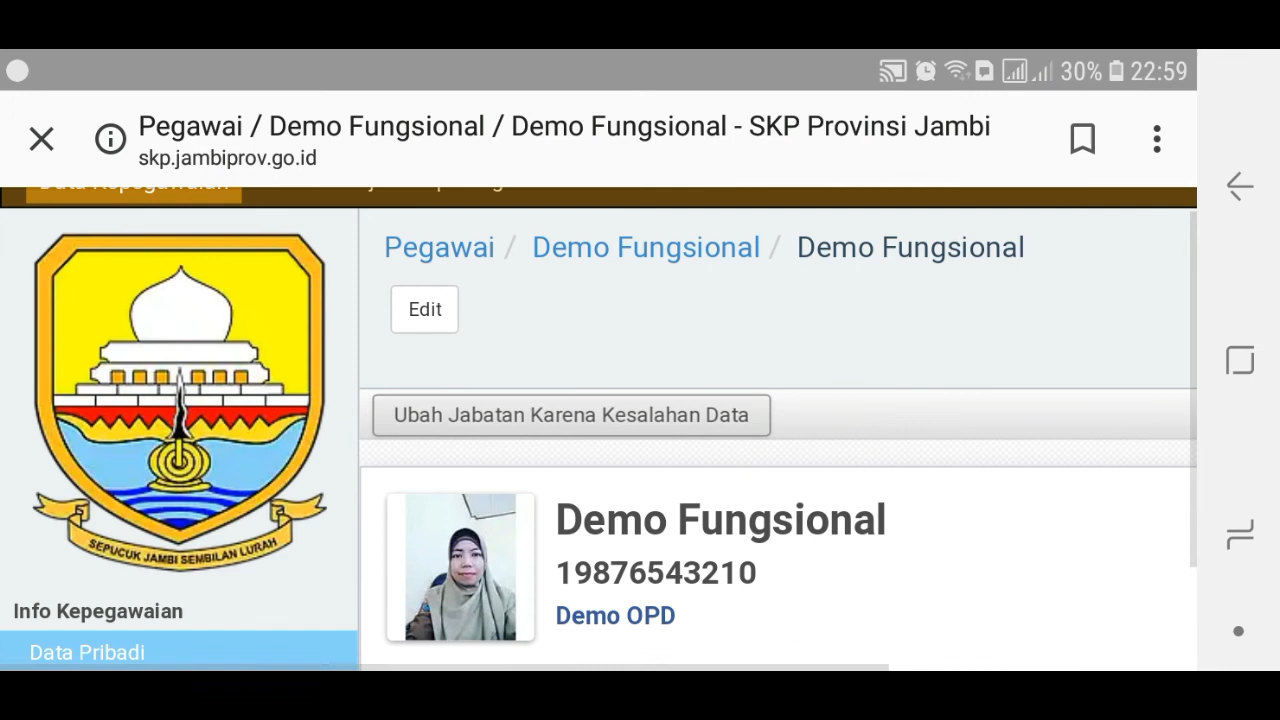 30% 22:59
Pegawai / Demo Fungsional / Demo Fungsional - SKP Provinsi Jambi
skp.jambiprov.go.id
Data Kepegawaian
Pegawai / Demo Fungsional / Demo Fungsional
Edit
Ubah Jabatan Karena Kesalahan Data
SEPUCUK JAMBI SEMBILAN LURAH
Demo Fungsional
19876543210
Demo OPD
Info Kepegawaian
Data Pribadi